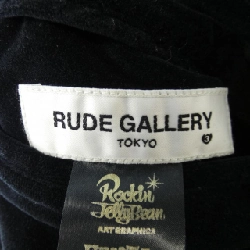 RUDE GALLERY
TOKYO
3
Rockin
JellyBean
ART GRAPHICS